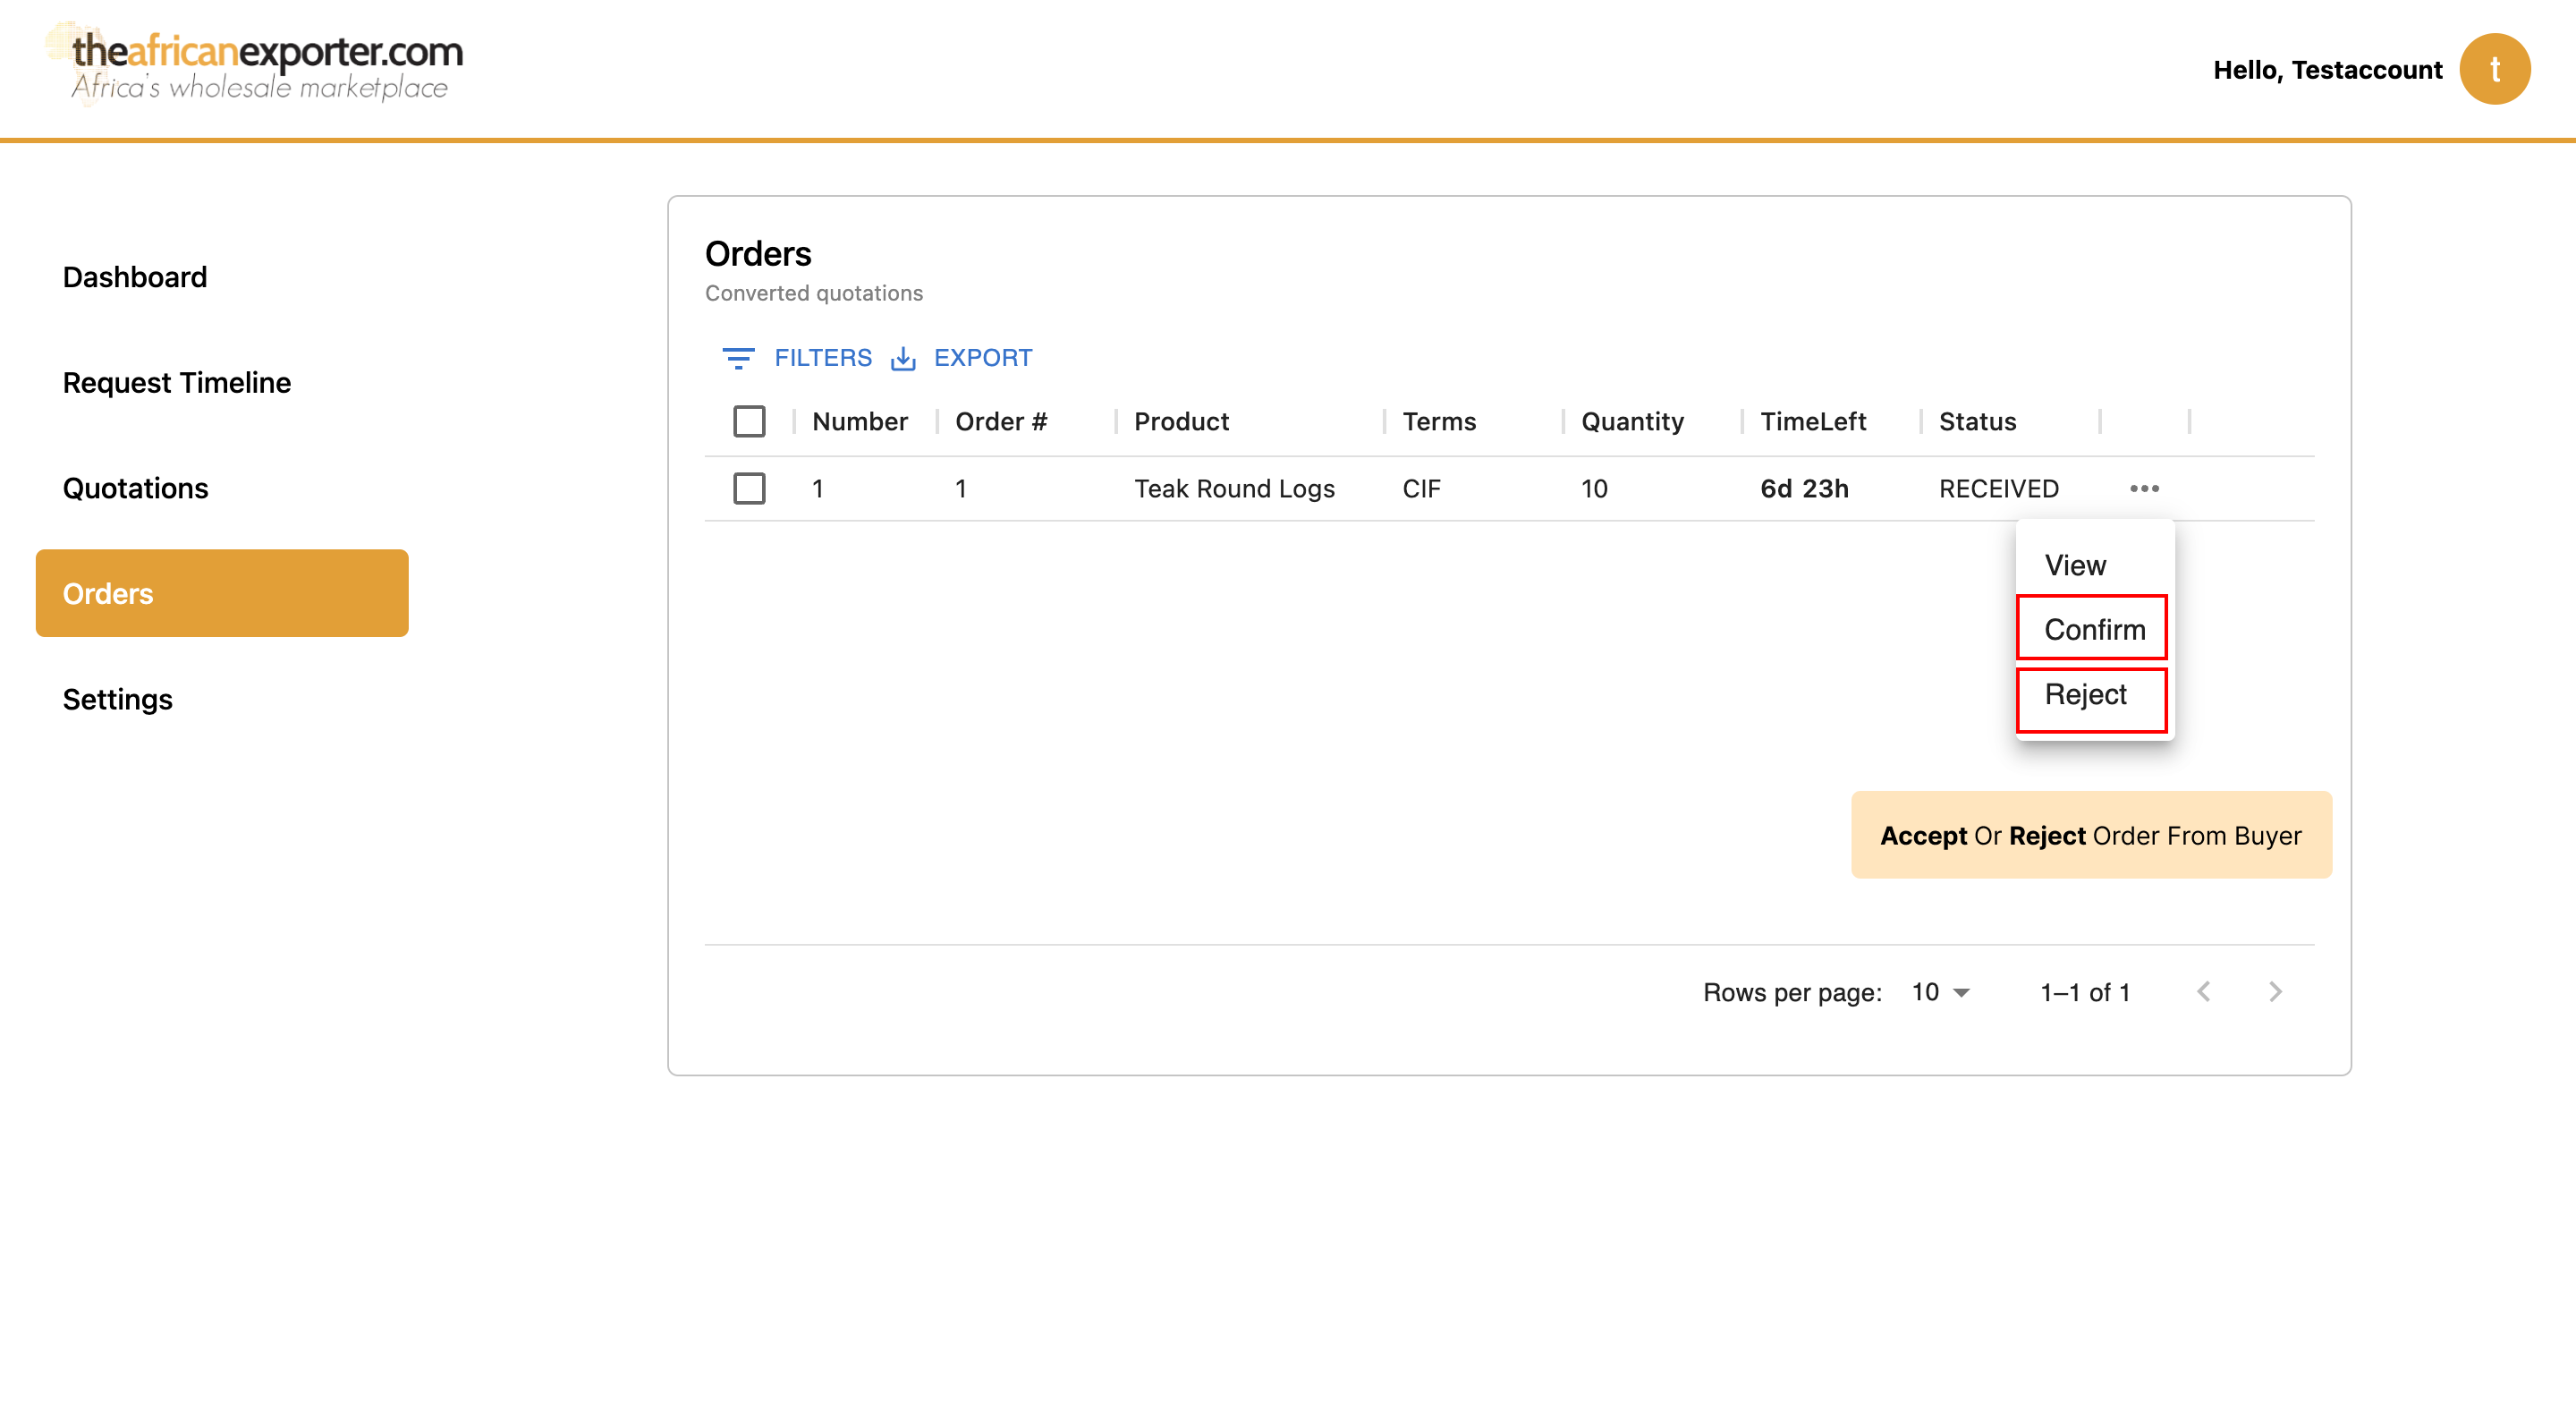 theafricanexporter.com
Africa's wholesale marketplace
Hello, Testaccount
t
Dashboard
Request Timeline
Quotations
Orders
Settings
Orders
Converted quotations
FILTERS EXPORT
Number Order # Product Terms Quantity TimeLeft Status
1 1 Teak Round Logs CIF 10 6d 23h RECEIVED
View
Confirm
Reject
Accept Or Reject Order From Buyer
Rows per page: 10 1–1 of 1